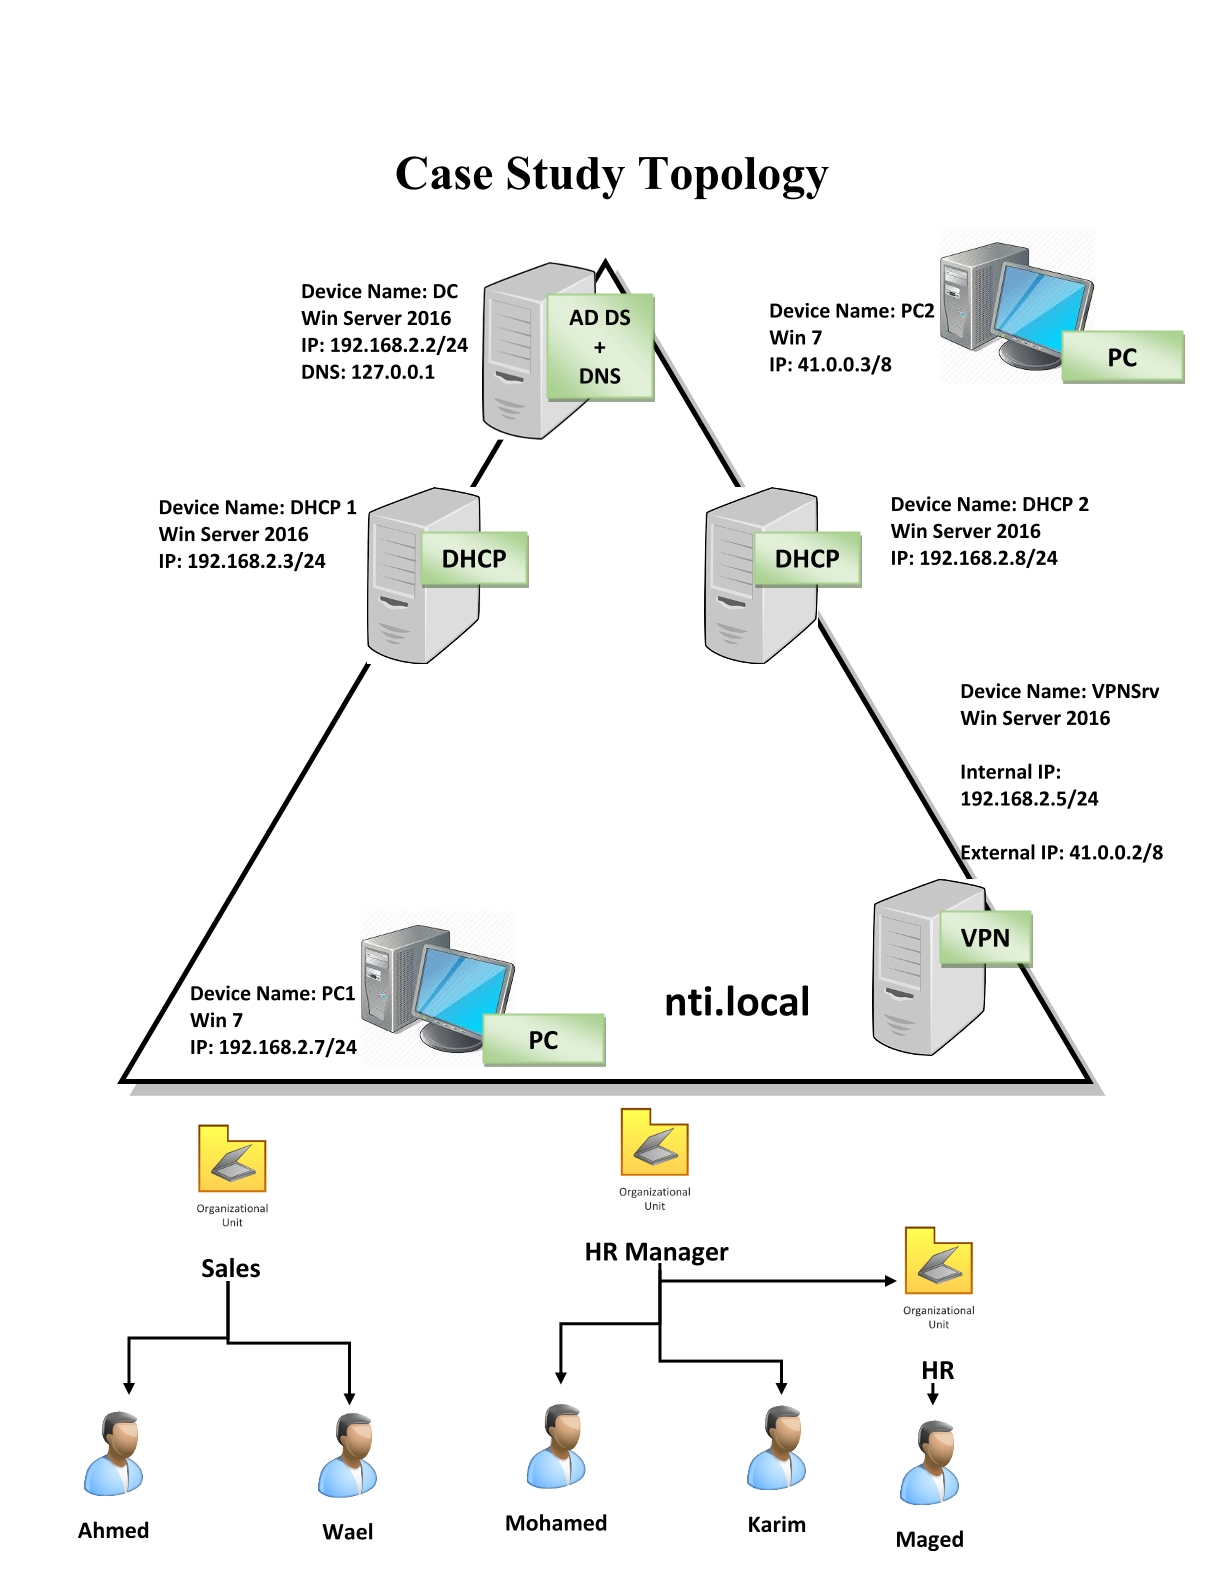 Case Study Topology
Device Name: DC
Win Server 2016
IP: 192.168.2.2/24
DNS: 127.0.0.1
AD DS
+
DNS
Device Name: PC2
Win 7
IP: 41.0.0.3/8
PC
Device Name: DHCP 1
Win Server 2016
IP: 192.168.2.3/24
DHCP
DHCP
Device Name: DHCP 2
Win Server 2016
IP: 192.168.2.8/24
Device Name: VPNSrv
Win Server 2016
Internal IP:
192.168.2.5/24
External IP: 41.0.0.2/8
VPN
Device Name: PC1
Win 7
IP: 192.168.2.7/24
PC
nti.local
Organizational
Unit
Sales
Organizational
Unit
HR Manager
Organizational
Unit
HR
Ahmed
Wael
Mohamed
Karim
Maged